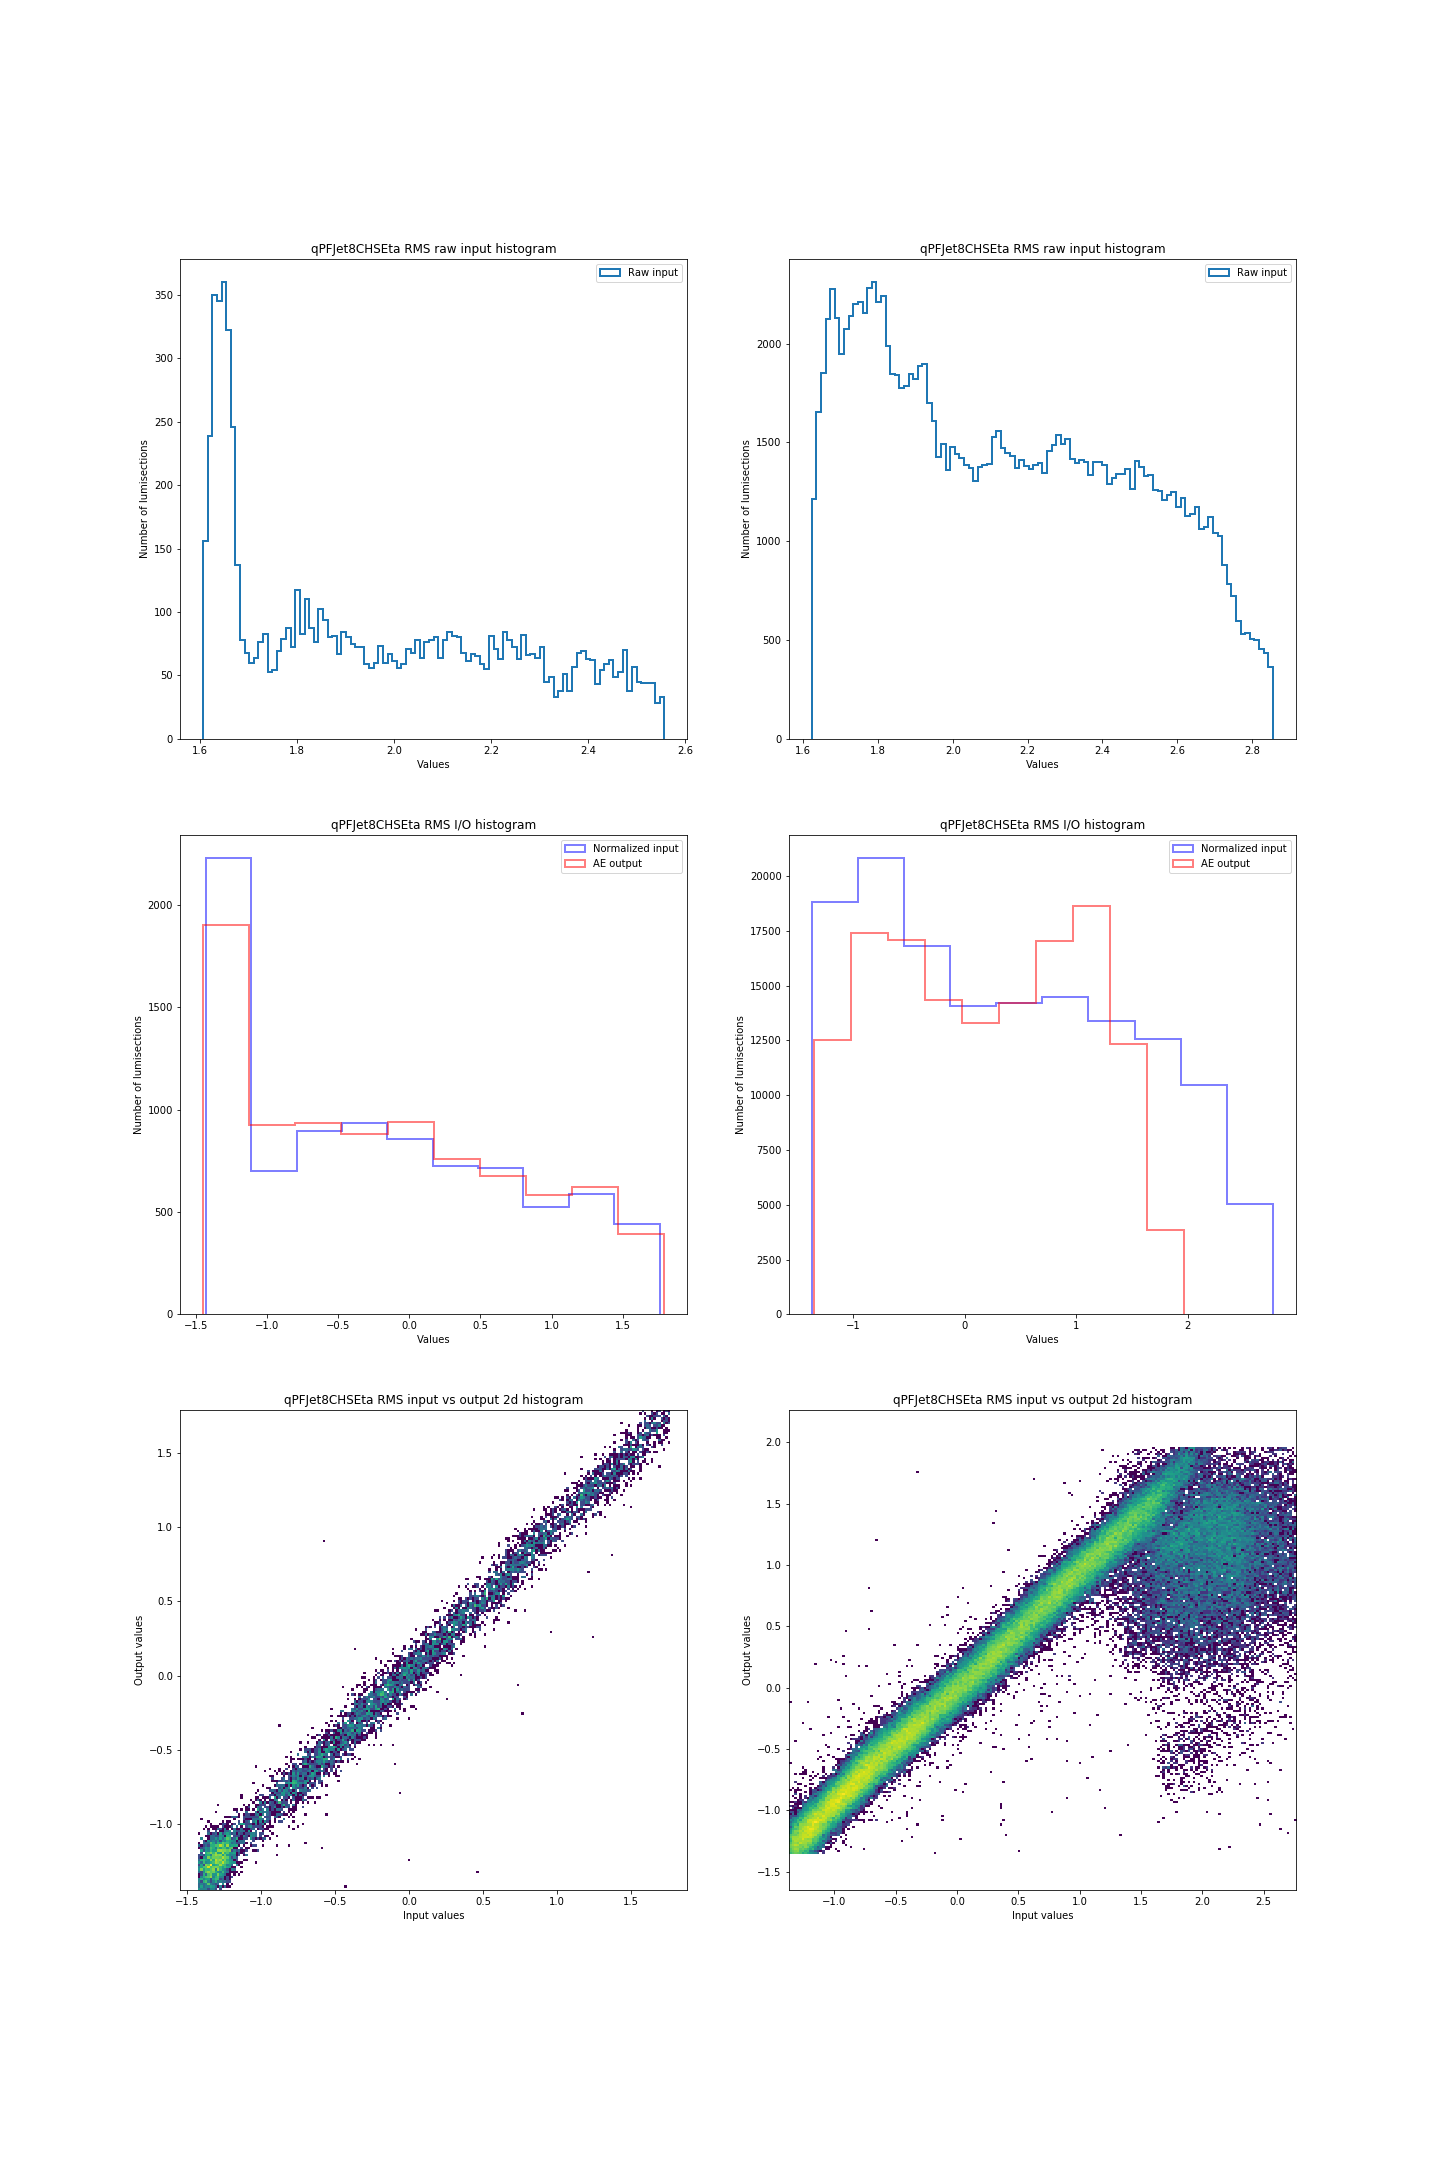 qPFJet8CHSEta RMS raw input histogram
Raw input
Number of lumisections
350
300
250
200
150
100
50
0
1.6 1.8 2.0 2.2 2.4 2.6
Values
qPFJet8CHSEta RMS raw input histogram
Raw input
Number of lumisections
2000
1500
1000
500
0
1.6 1.8 2.0 2.2 2.4 2.6 2.8
Values
qPFJet8CHSEta RMS I/O histogram
Normalized input
AE output
Number of lumisections
2000
1500
1000
500
0
−1.5 −1.0 −0.5 0.0 0.5 1.0 1.5
Values
qPFJet8CHSEta RMS I/O histogram
Normalized input
AE output
Number of lumisections
20000
17500
15000
12500
10000
7500
5000
2500
0
−1 0 1 2
Values
qPFJet8CHSEta RMS input vs output 2d histogram
Output values
1.5
1.0
0.5
0.0
−0.5
−1.0
−1.5 −1.0 −0.5 0.0 0.5 1.0 1.5
Input values
qPFJet8CHSEta RMS input vs output 2d histogram
Output values
2.0
1.5
1.0
0.5
0.0
−0.5
−1.0
−1.5
−1.0 −0.5 0.0 0.5 1.0 1.5 2.0 2.5
Input values